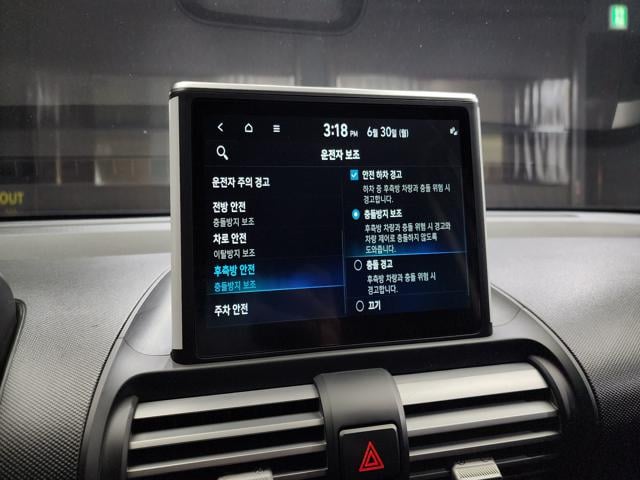 3:18 PM 6월 30일 (월)
운전자 보조
운전자 주의 경고
전방 안전
충돌방지 보조
차로 안전
이탈방지 보조
후측방 안전
충돌방지 보조
주차 안전
안전 하차 경고
하차 중 후측방 차량과 충돌 위험 시
경고합니다.
충돌방지 보조
후측방 차량과 충돌 위험 시 경고와
차량 제어로 충돌하지 않도록
도와줍니다.
충돌 경고
후측방 차량과 충돌 위험 시
경고합니다.
끄기
OUT